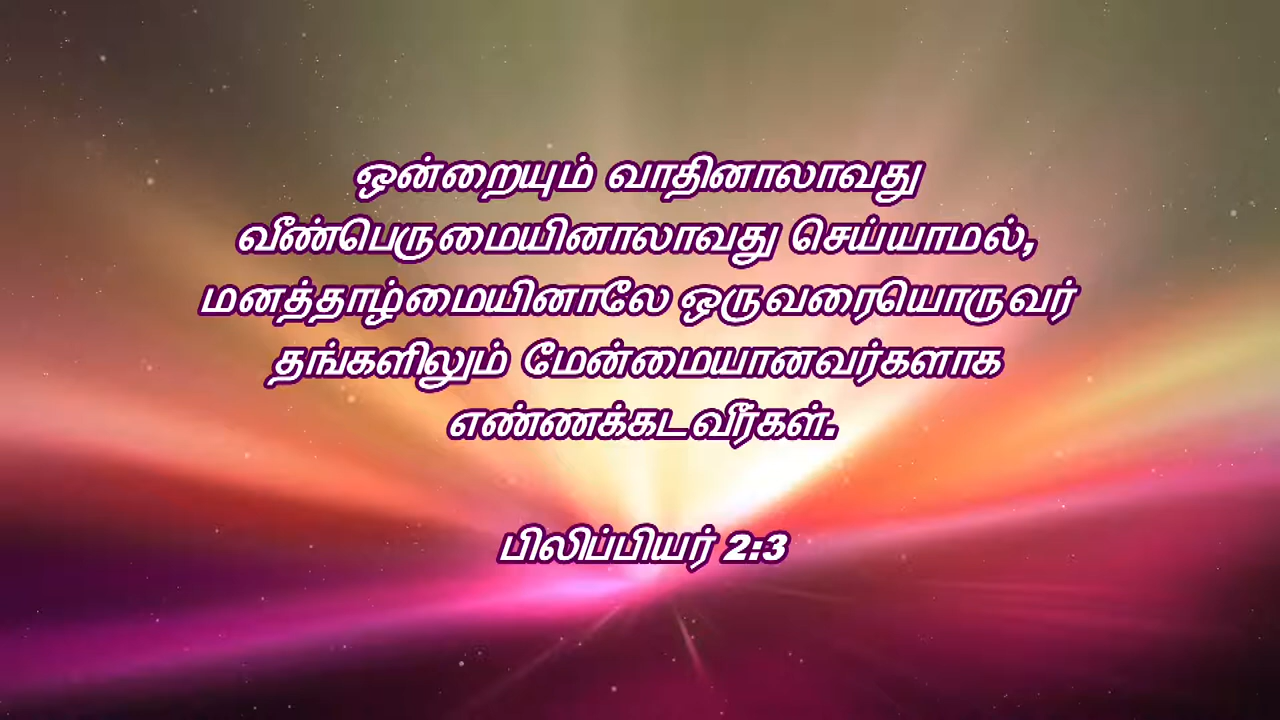 ஒன்றையும் வாதினாலாவது
வீண்பெருமையினாலாவது செய்யாமல்,
மனத்தாழ்மையினாலே ஒருவரையொருவர்
தங்களிலும் மேன்மையானவர்களாக
எண்ணக்கடவீர்கள்.
பிலிப்பியர் 2:3